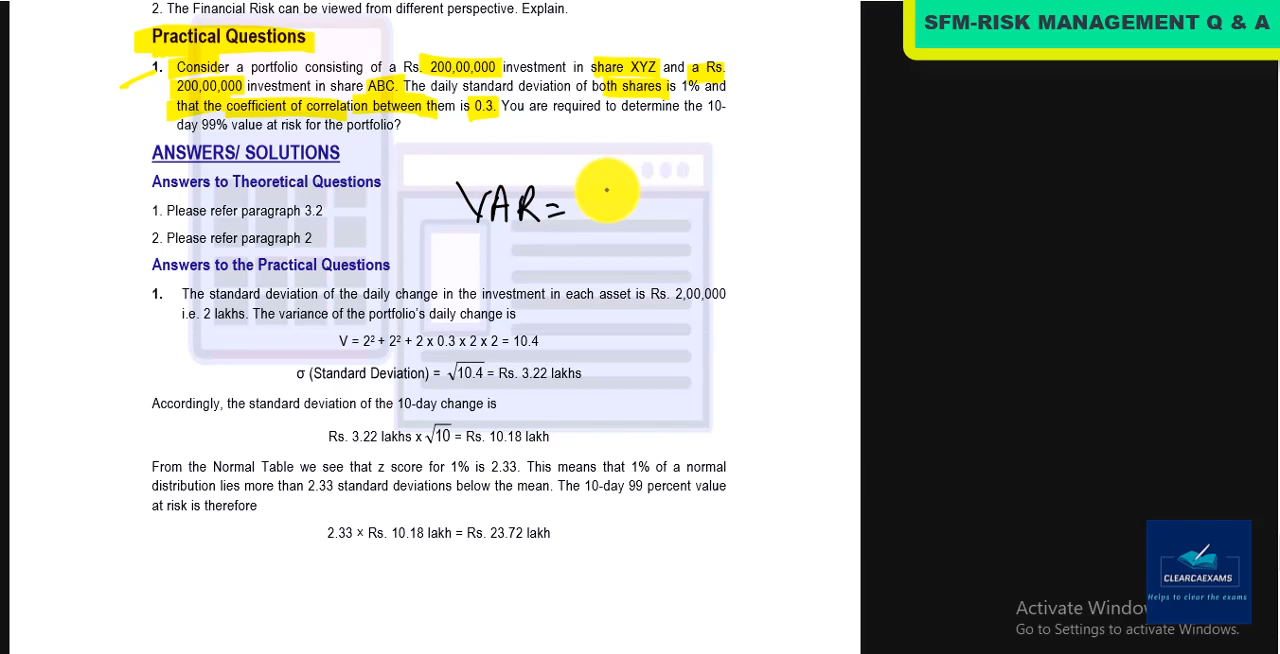 2. The Financial Risk can be viewed from different perspective. Explain.
SFM-RISK MANAGEMENT Q & A
Practical Questions
1. Consider a portfolio consisting of a Rs. 200,00,000 investment in share XYZ and a Rs.
200,00,000 investment in share ABC. The daily standard deviation of both shares is 1% and
that the coefficient of correlation between them is 0.3. You are required to determine the 10-
day 99% value at risk for the portfolio?
ANSWERS/ SOLUTIONS
Answers to Theoretical Questions
VAR=
1. Please refer paragraph 3.2
2. Please refer paragraph 2
Answers to the Practical Questions
1. The standard deviation of the daily change in the investment in each asset is Rs. 2,00,000
i.e. 2 lakhs. The variance of the portfolio's daily change is
V = 2² + 2² + 2 x 0.3 x 2 x 2 = 10.4
σ (Standard Deviation) = √10.4 = Rs. 3.22 lakhs
Accordingly, the standard deviation of the 10-day change is
Rs. 3.22 lakhs x √10 = Rs. 10.18 lakh
From the Normal Table we see that z score for 1% is 2.33. This means that 1% of a normal
distribution lies more than 2.33 standard deviations below the mean. The 10-day 99 percent value
at risk is therefore
2.33 × Rs. 10.18 lakh = Rs. 23.72 lakh
CLEARCAEXAMS
Helps to clear the exams
Activate Windo
Go to Settings to activate Windows.